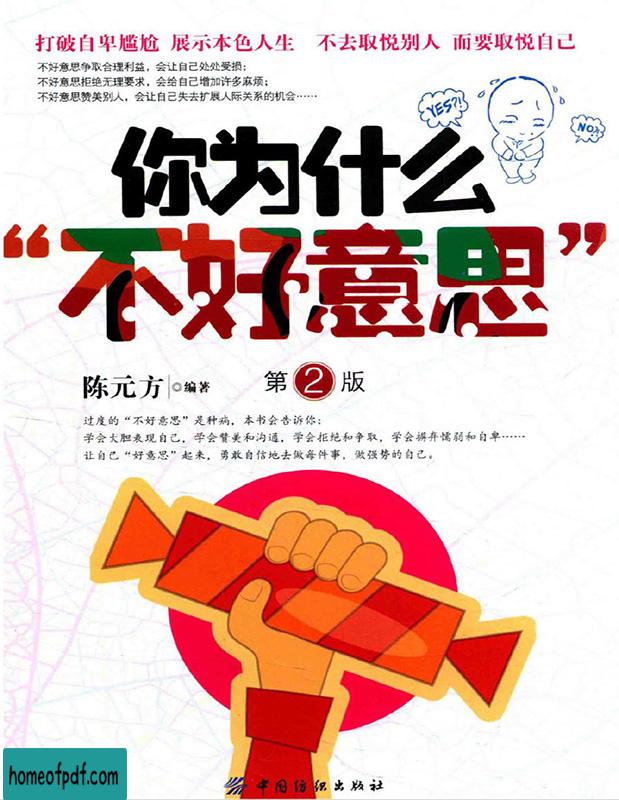 打破自卑尴尬 展示本色人生 不去取悦别人 而要取悦自己
不好意思争取合理利益，会让自己处处受损；
不好意思拒绝无理要求，会给自己增加许多麻烦；
不好意思赞美别人，会让自己失去扩展人际关系的机会……
YES?!
NO?
你为什么
“不好意思”
陈元方 ◎编著
第2版
过度的“不好意思”是种病，本书会告诉你：
学会大胆表现自己，学会赞美和沟通，学会拒绝和争取，学会摒弃懦弱和自卑……
让自己“好意思”起来，勇敢自信地去做每件事，做强势的自己。
中国纺织出版社
homeofpdf.com